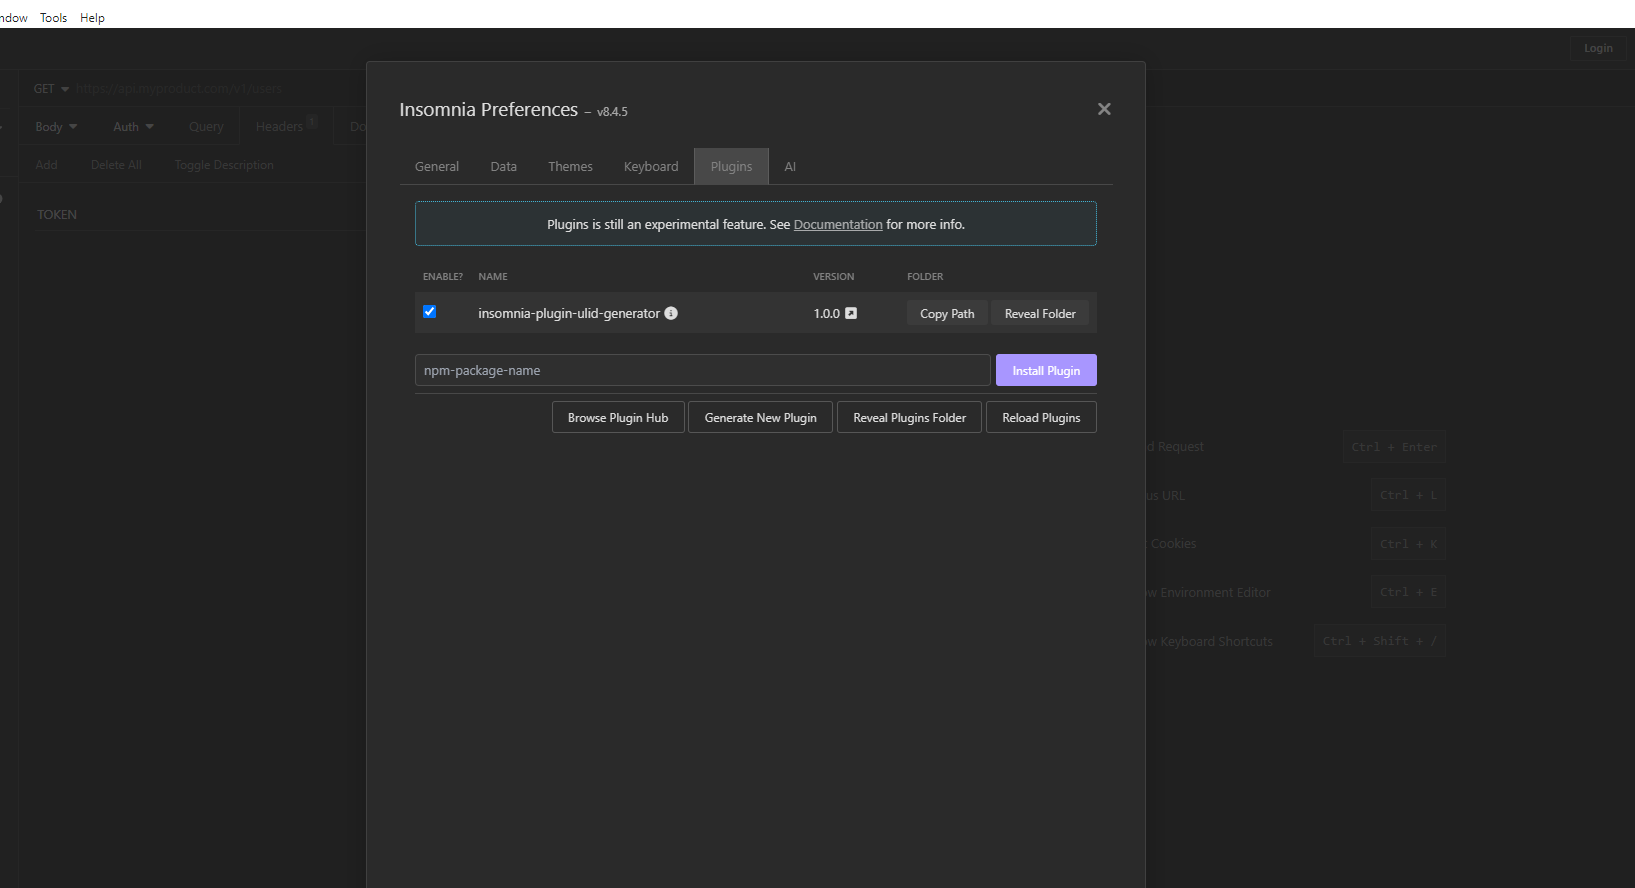 ndow Tools Help
Login
GET https://api.myproduct.com/v1/users
Body Auth Query Headers 1 Do
Add Delete All Toggle Description
TOKEN
Insomnia Preferences – v8.4.5
General Data Themes Keyboard Plugins AI
Plugins is still an experimental feature. See Documentation for more info.
ENABLE? NAME VERSION FOLDER
insomnia-plugin-ulid-generator 1.0.0 Copy Path Reveal Folder
npm-package-name Install Plugin
Browse Plugin Hub Generate New Plugin Reveal Plugins Folder Reload Plugins
d Request Ctrl + Enter
us URL Ctrl + L
Cookies Ctrl + K
ow Environment Editor Ctrl + E
ow Keyboard Shortcuts Ctrl + Shift + /